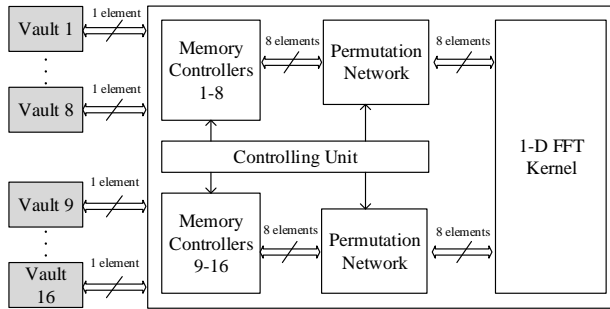 Vault 1
1 element
Memory
Controllers
1-8
8 elements
Permutation
Network
8 elements
1-D FFT
Kernel
Vault 8
1 element
Controlling Unit
Vault 9
1 element
Memory
Controllers
9-16
8 elements
Permutation
Network
8 elements
Vault
16
1 element